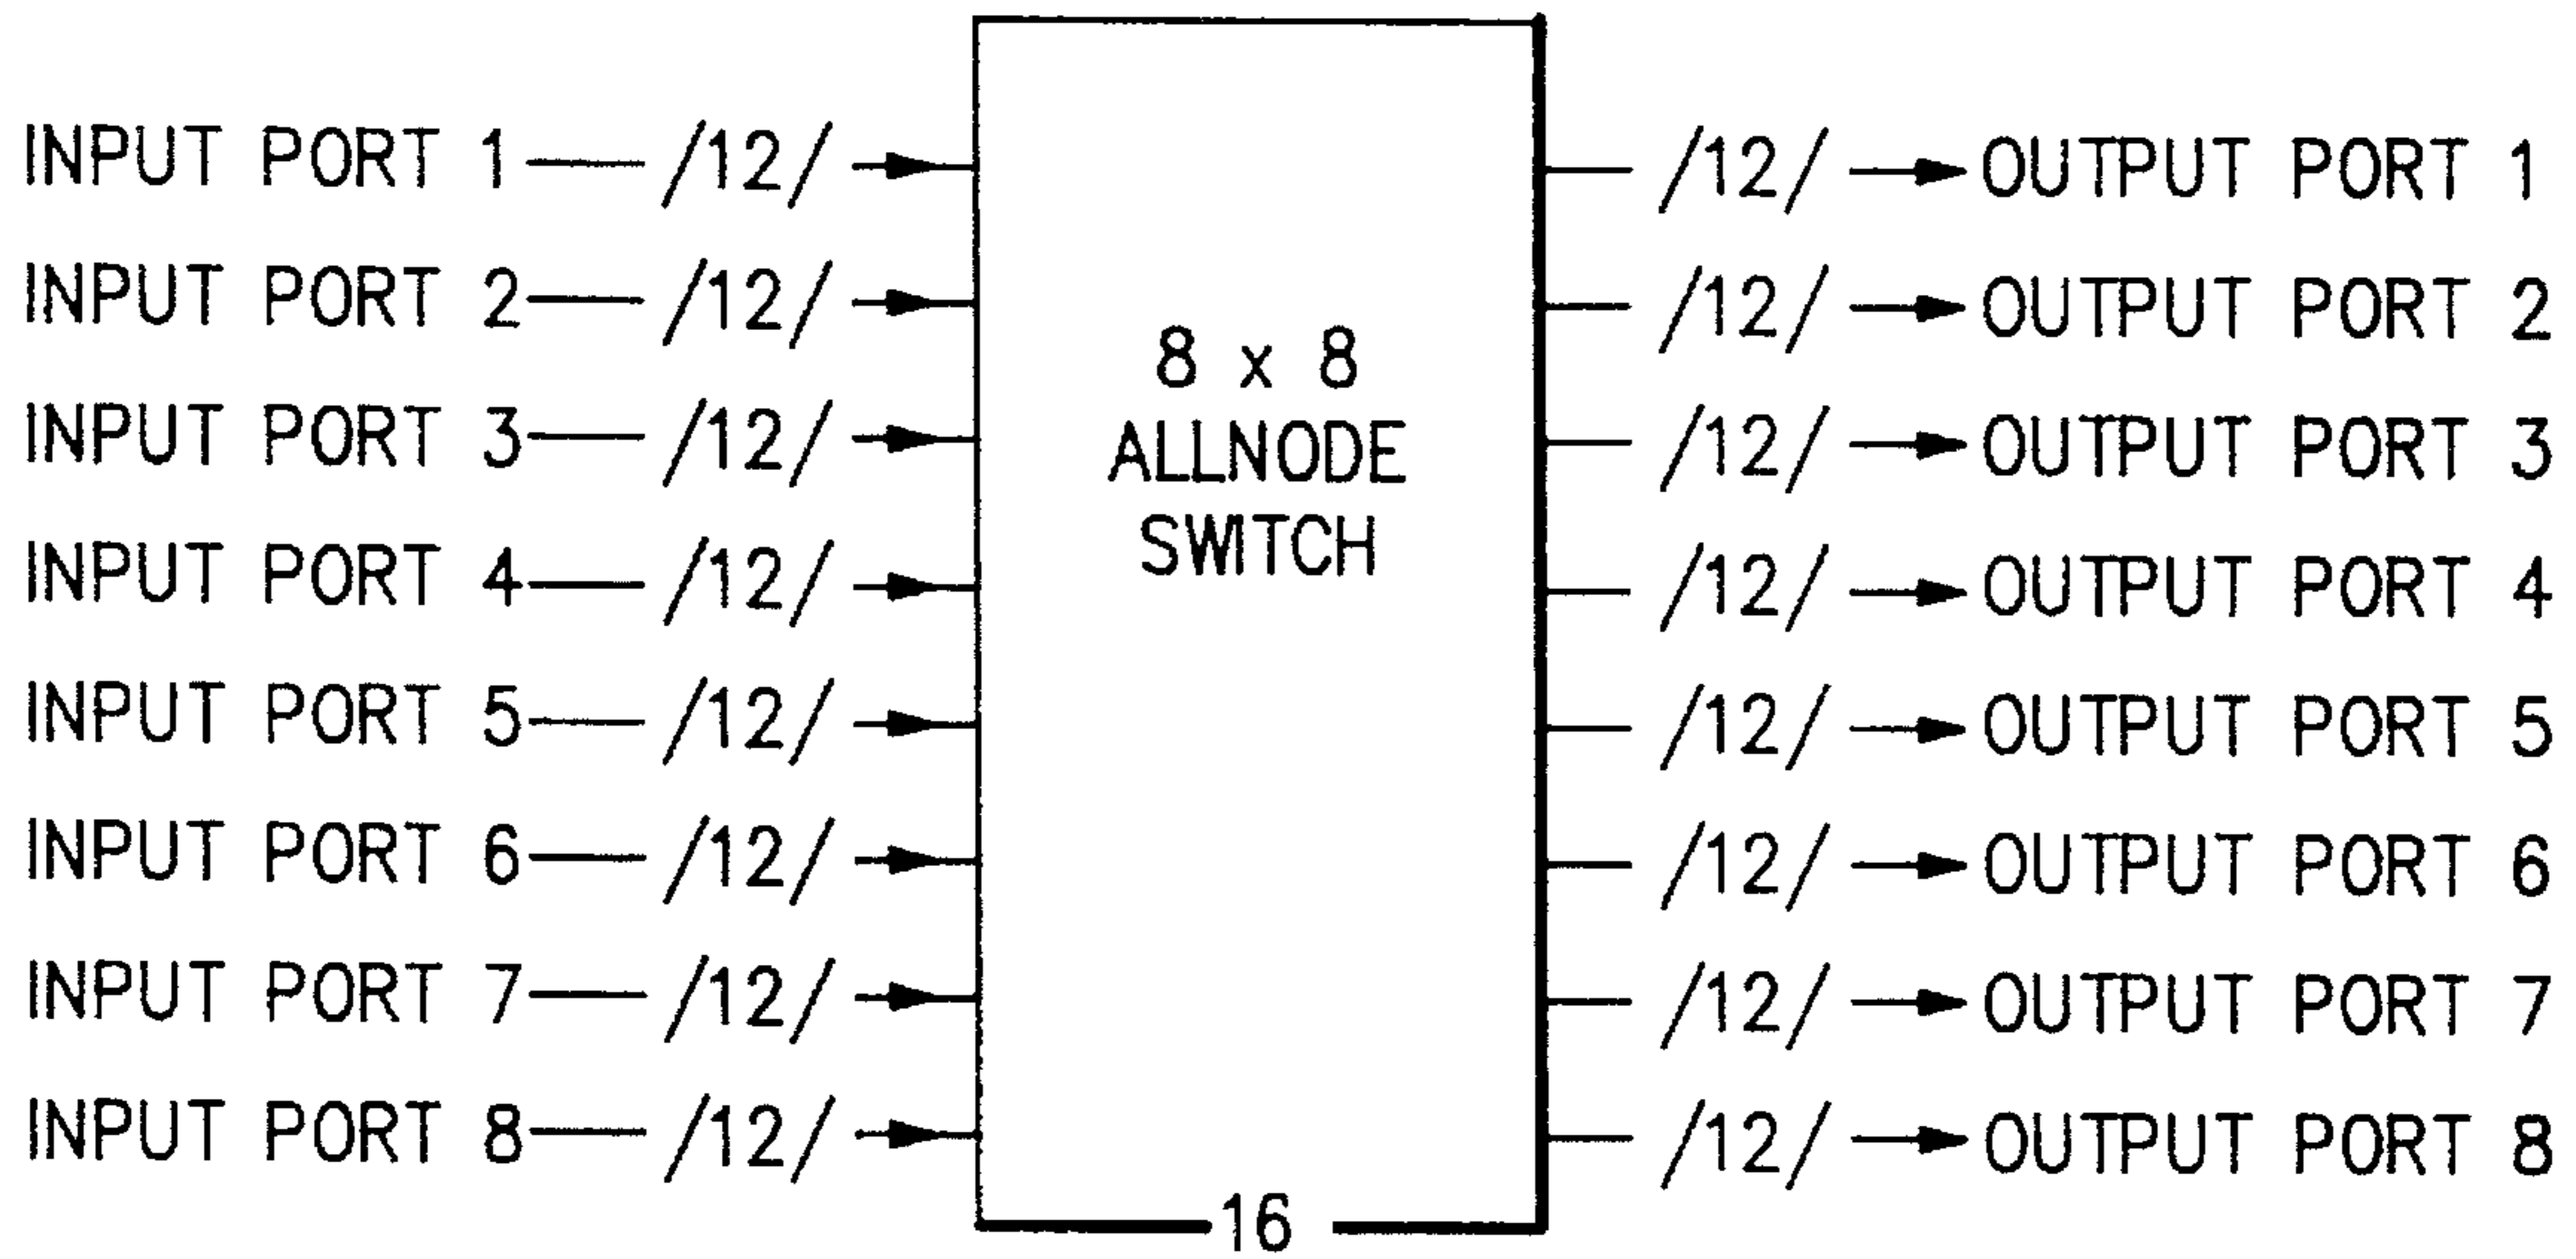 INPUT PORT 1 /12/
INPUT PORT 2 /12/
INPUT PORT 3 /12/
INPUT PORT 4 /12/
INPUT PORT 5 /12/
INPUT PORT 6 /12/
INPUT PORT 7 /12/
INPUT PORT 8 /12/
8 x 8
ALLNODE
SWITCH
16
/12/ OUTPUT PORT 1
/12/ OUTPUT PORT 2
/12/ OUTPUT PORT 3
/12/ OUTPUT PORT 4
/12/ OUTPUT PORT 5
/12/ OUTPUT PORT 6
/12/ OUTPUT PORT 7
/12/ OUTPUT PORT 8